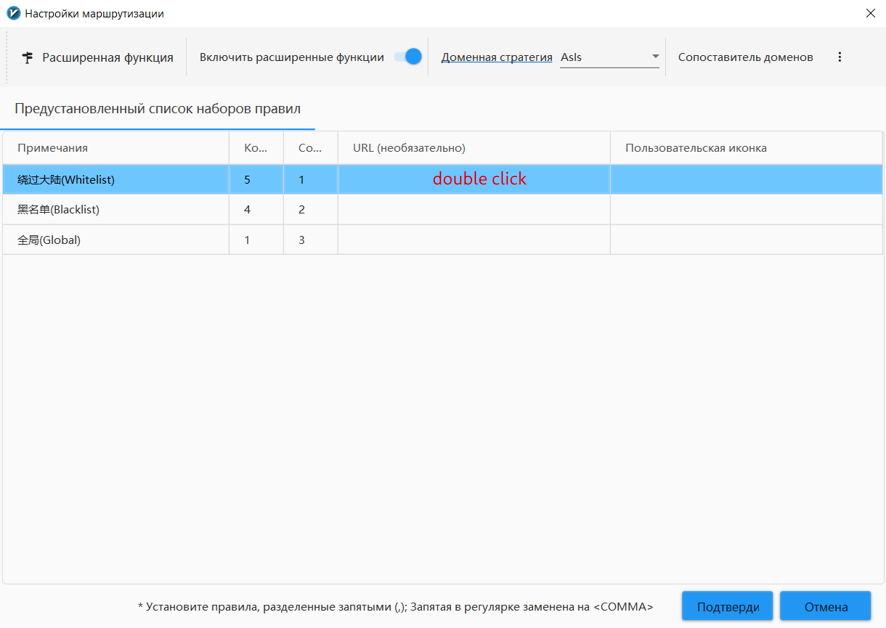 Настройки маршрутизации
Расширенная функция Включить расширенные функции Доменная стратегия AsIs Сопоставитель доменов
Предустановленный список наборов правил
Примечания Ко... Со... URL (необязательно) Пользовательская иконка
绕过大陆(Whitelist) 5 1 double click
黑名单(Blacklist) 4 2
全局(Global) 1 3
* Установите правила, разделенные запятыми (,); Запятая в регулярке заменена на <COMMA> Подтверди Отмена